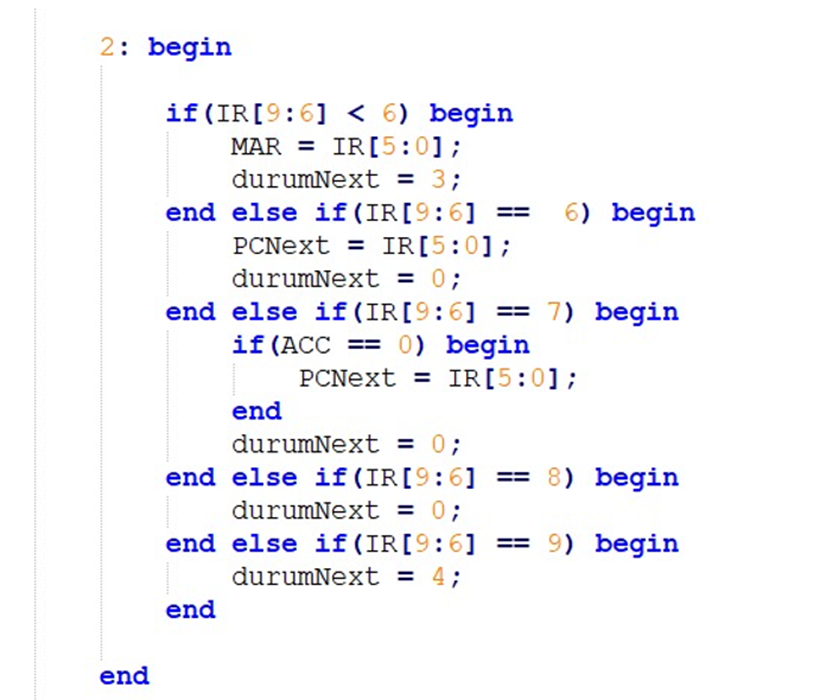 2: begin
if(IR[9:6] < 6) begin
MAR = IR[5:0];
durumNext = 3;
end else if(IR[9:6] ==  6) begin
PCNext = IR[5:0];
durumNext = 0;
end else if(IR[9:6] == 7) begin
if(ACC == 0) begin
PCNext = IR[5:0];
end
durumNext = 0;
end else if(IR[9:6] == 8) begin
durumNext = 0;
end else if(IR[9:6] == 9) begin
durumNext = 4;
end
end